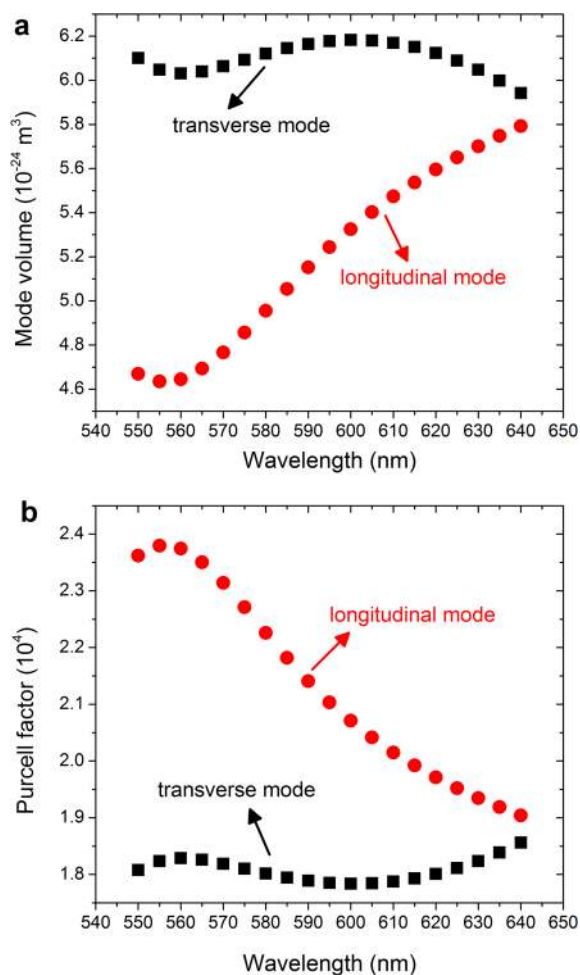 a
6.2
6.0
5.8
5.6
5.4
5.2
5.0
4.8
4.6
Mode volume (10⁻²⁴ m³)
transverse mode
longitudinal mode
540 550 560 570 580 590 600 610 620 630 640 650
Wavelength (nm)
b
2.4
2.3
2.2
2.1
2.0
1.9
1.8
Purcell factor (10⁴)
longitudinal mode
transverse mode
540 550 560 570 580 590 600 610 620 630 640 650
Wavelength (nm)